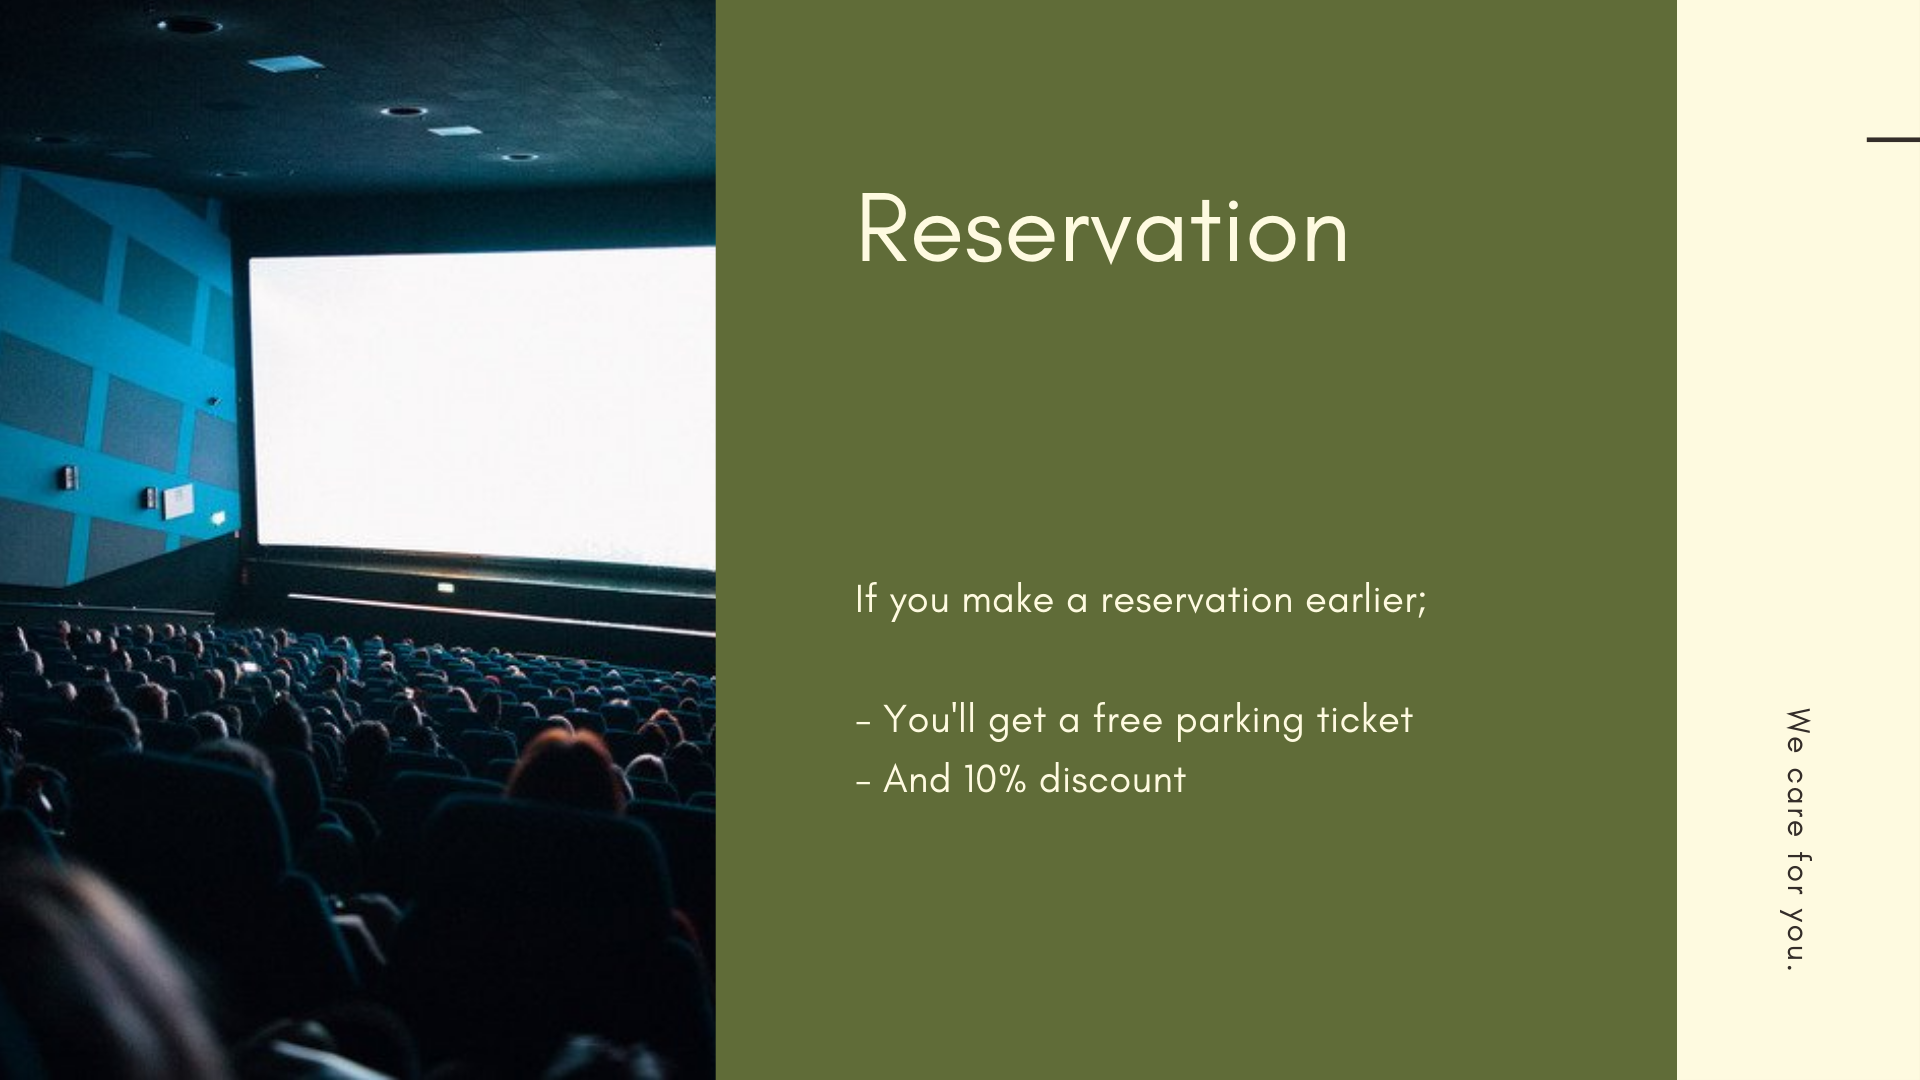 Reservation
If you make a reservation earlier;
- You'll get a free parking ticket
- And 10% discount
We care for you.